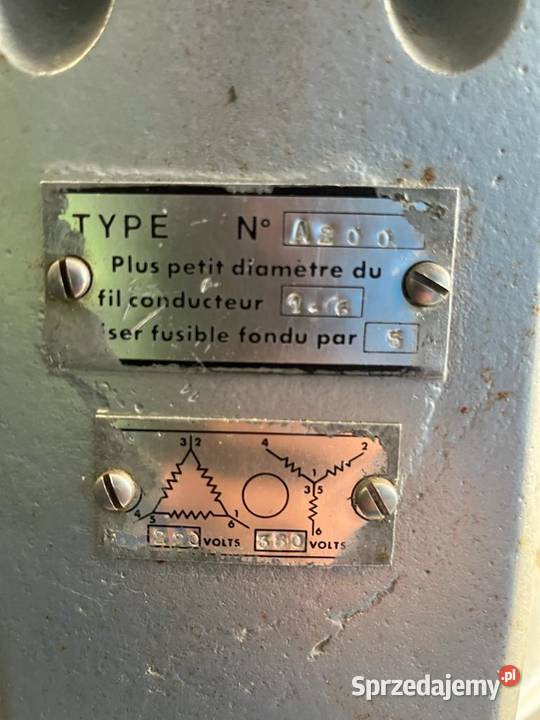 TYPE N° A200
Plus petit diamètre du
fil conducteur
iser fusible fondu par 5
3 2
4 2
1
3 5
4 5 6 1
6
220 VOLTS 380 VOLTS
Sprzedajemy.pl